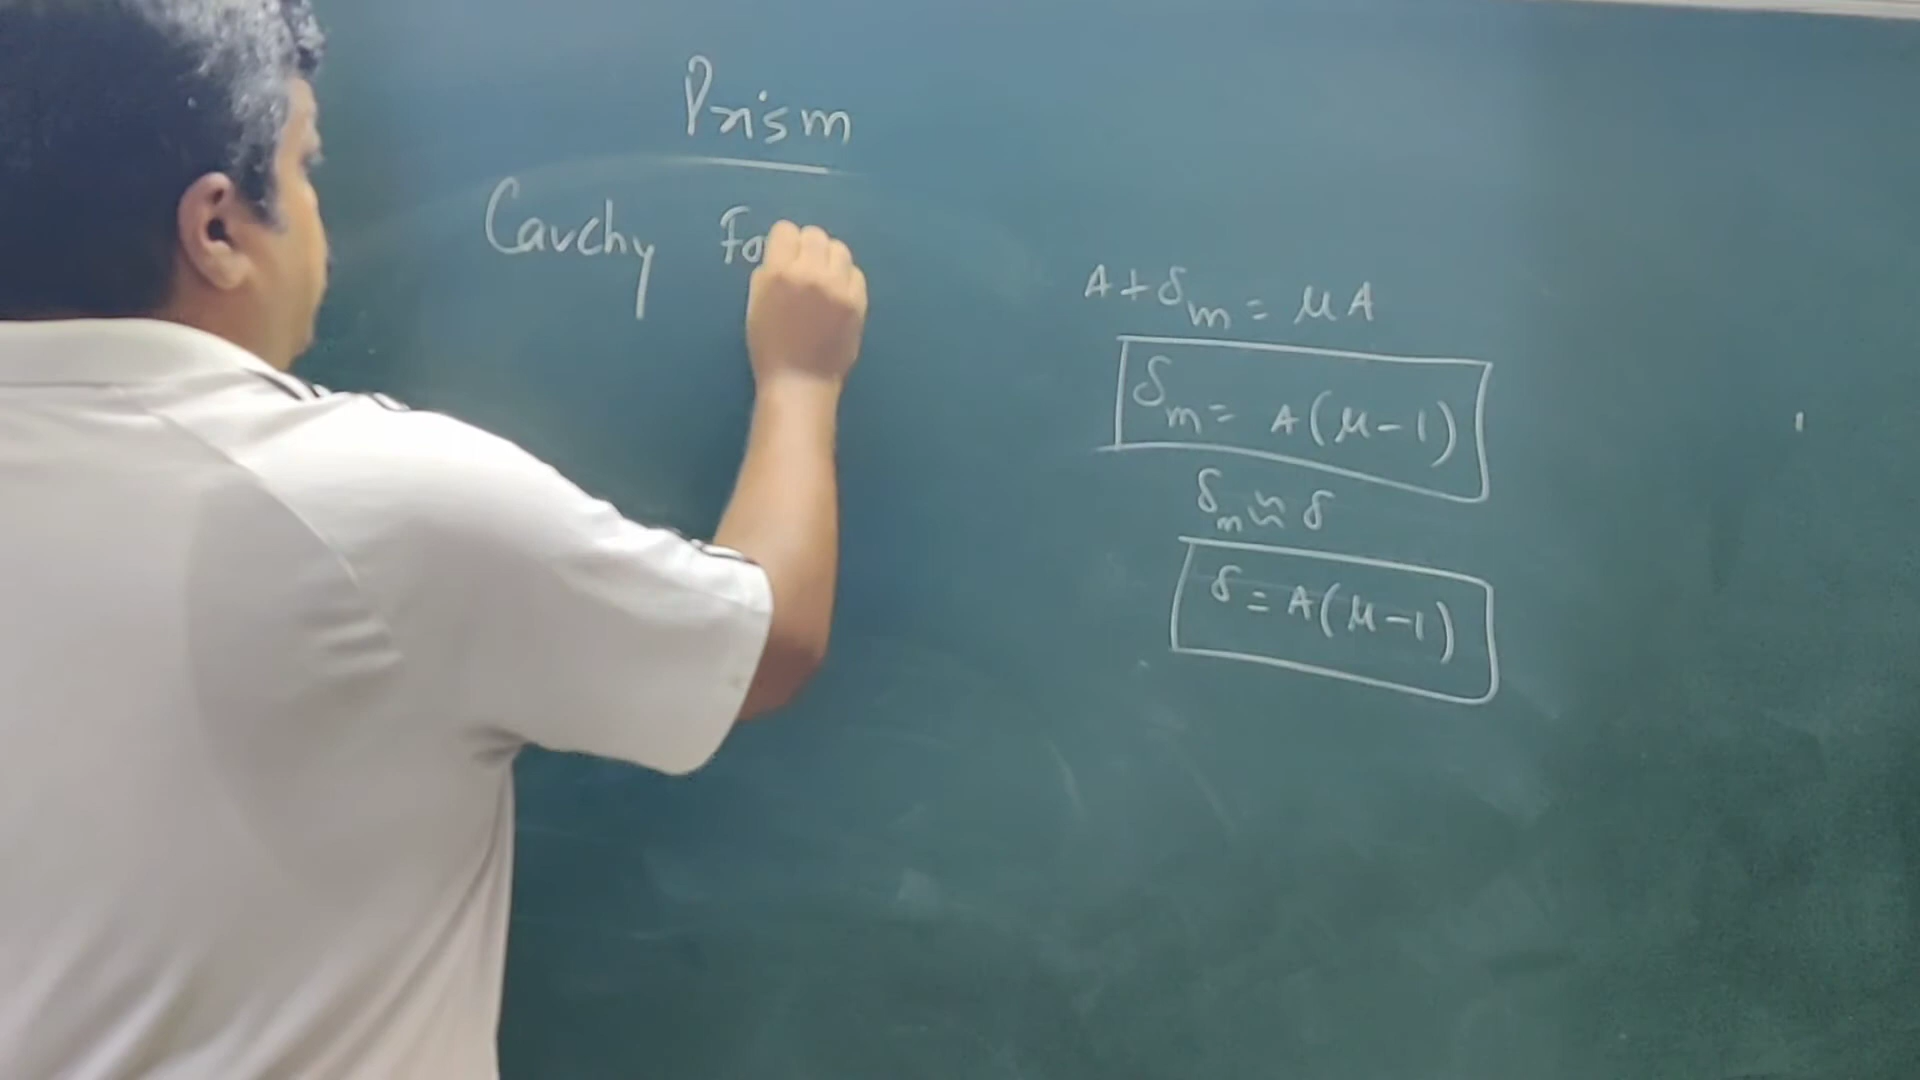 Prism
Cauchy Fo
A + δm = μA
δm = A(μ-1)
δm ≈ δ
δ = A(μ-1)